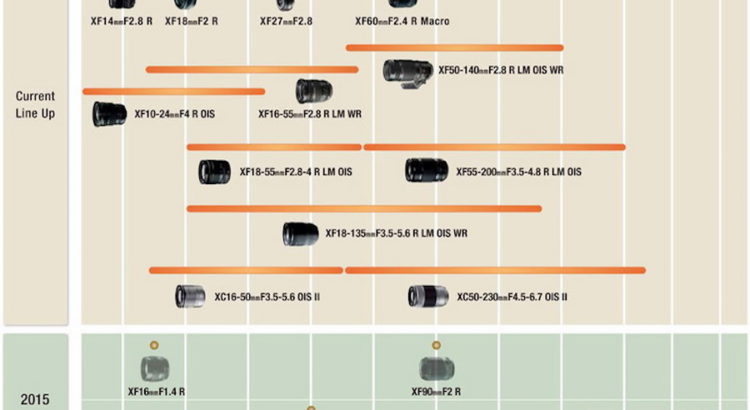 XF14mmF2.8 R
XF18mmF2 R
XF27mmF2.8
XF60mmF2.4 R Macro
XF50-140mmF2.8 R LM OIS WR
Current
Line Up
XF10-24mmF4 R OIS
XF16-55mmF2.8 R LM WR
XF18-55mmF2.8-4 R LM OIS
XF55-200mmF3.5-4.8 R LM OIS
XF18-135mmF3.5-5.6 R LM OIS WR
XC16-50mmF3.5-5.6 OIS II
XC50-230mmF4.5-6.7 OIS II
XF16mmF1.4 R
XF90mmF2 R
2015